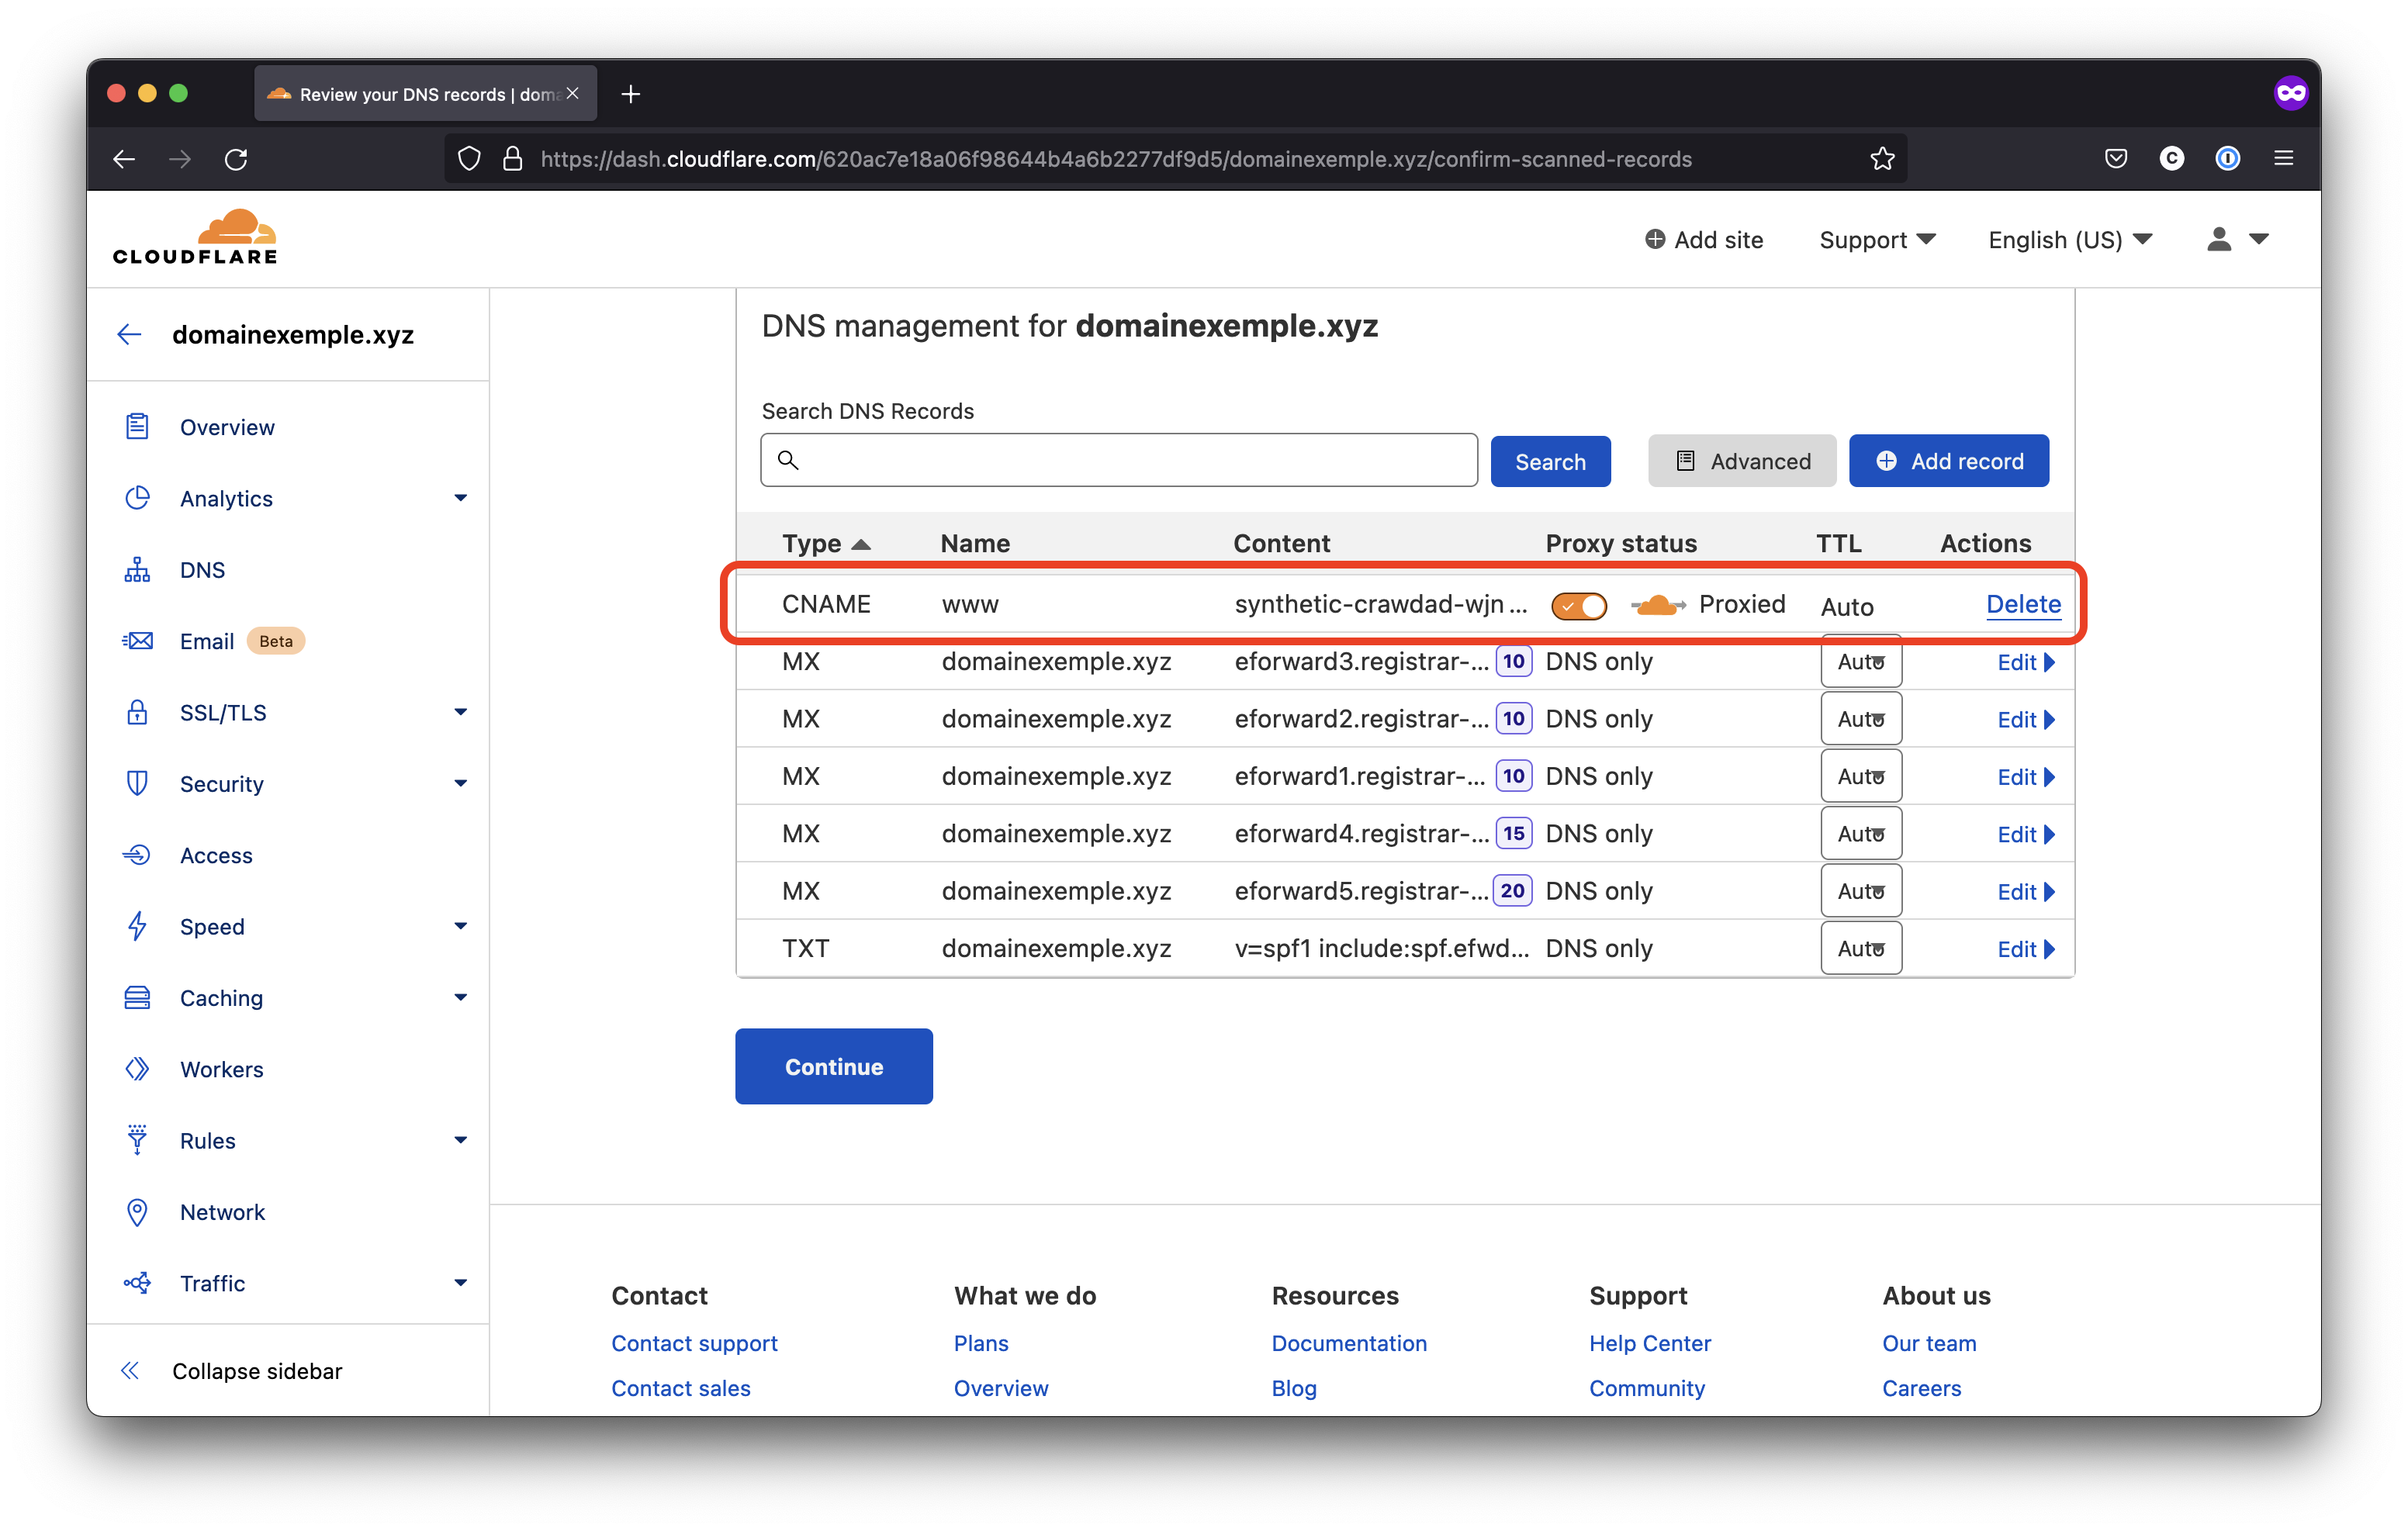 Review your DNS records | doma
https://dash.cloudflare.com/620ac7e18a06f98644b4a6b2277df9d5/domainexemple.xyz/confirm-scanned-records
CLOUDFLARE
Add site Support English (US)
domainexemple.xyz
Overview
Analytics
DNS
Email Beta
SSL/TLS
Security
Access
Speed
Caching
Workers
Rules
Network
Traffic
Collapse sidebar
DNS management for domainexemple.xyz
Search DNS Records
Search Advanced Add record
Type Name Content Proxy status TTL Actions
CNAME www synthetic-crawdad-wjn ... Proxied Auto Delete
MX domainexemple.xyz eforward3.registrar-... 10 DNS only Auto Edit
MX domainexemple.xyz eforward2.registrar-... 10 DNS only Auto Edit
MX domainexemple.xyz eforward1.registrar-... 10 DNS only Auto Edit
MX domainexemple.xyz eforward4.registrar-... 15 DNS only Auto Edit
MX domainexemple.xyz eforward5.registrar-... 20 DNS only Auto Edit
TXT domainexemple.xyz v=spf1 include:spf.efwd... DNS only Auto Edit
Continue
Contact What we do Resources Support About us
Contact support Plans Documentation Help Center Our team
Contact sales Overview Blog Community Careers